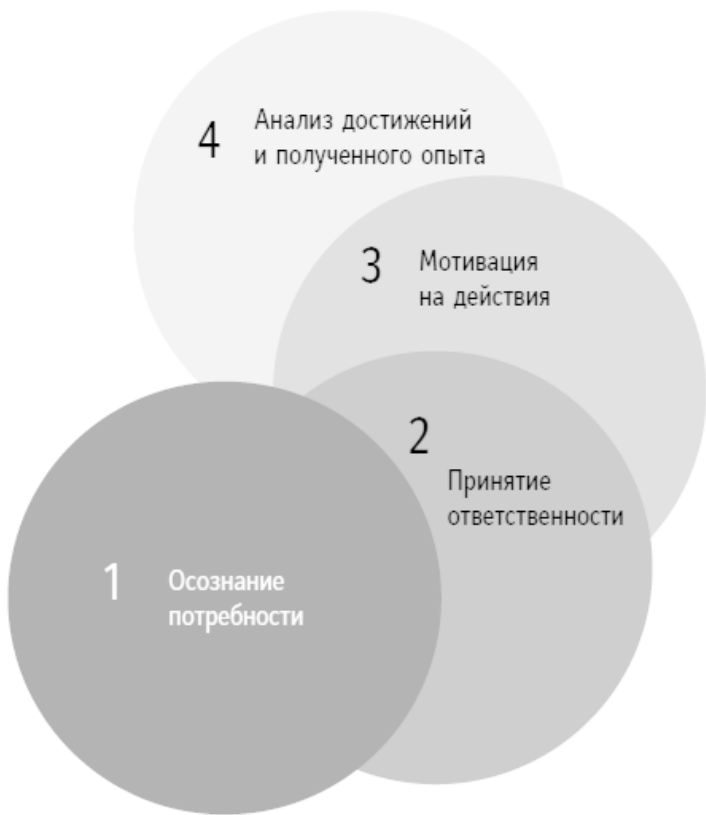 4 Анализ достижений
и полученного опыта
3 Мотивация
на действия
2
Принятие
ответственности
1 Осознание
потребности